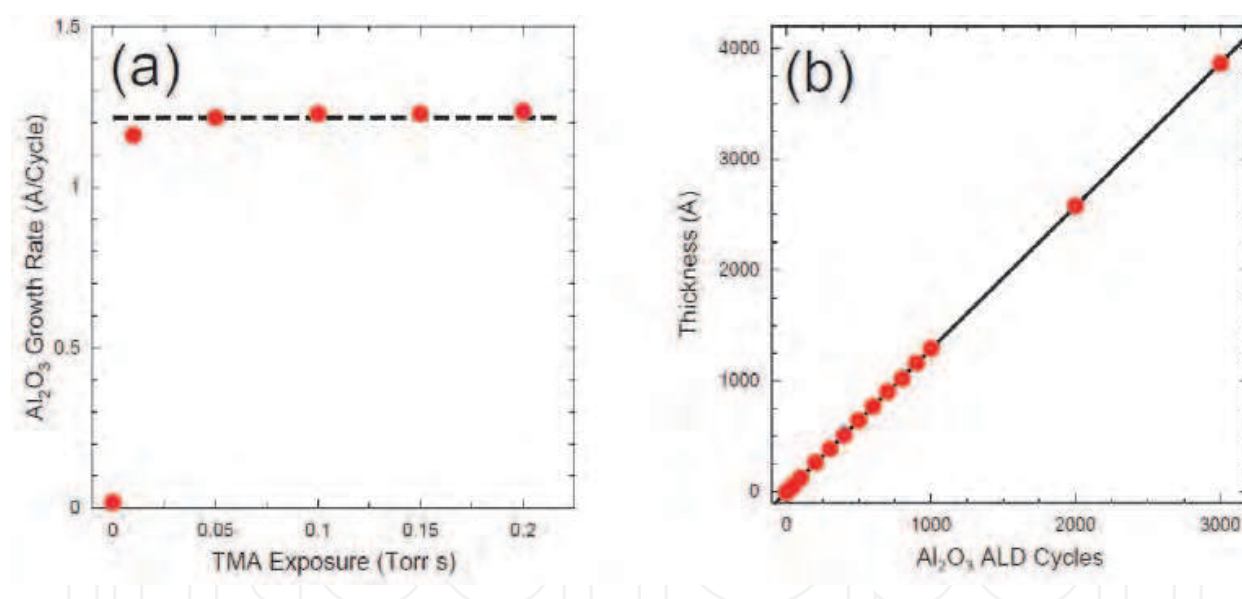 (a)
1.5
1
0.5
0
Al₂O₃ Growth Rate (A/Cycle)
0 0.05 0.1 0.15 0.2
TMA Exposure (Torr s)
(b)
4000
3000
2000
1000
0
Thickness (A)
0 1000 2000 3000
Al₂O₃ ALD Cycles